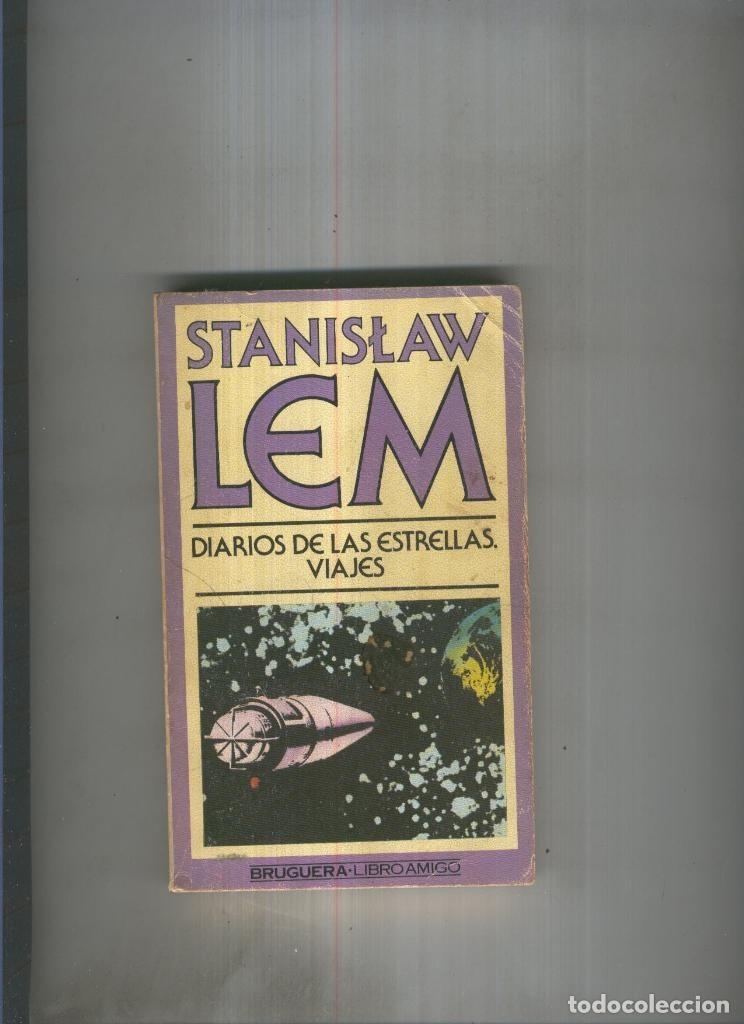 STANISŁAW
LEM
DIARIOS DE LAS ESTRELLAS.
VIAJES
BRUGUERA·LIBRO AMIGO
todocoleccion